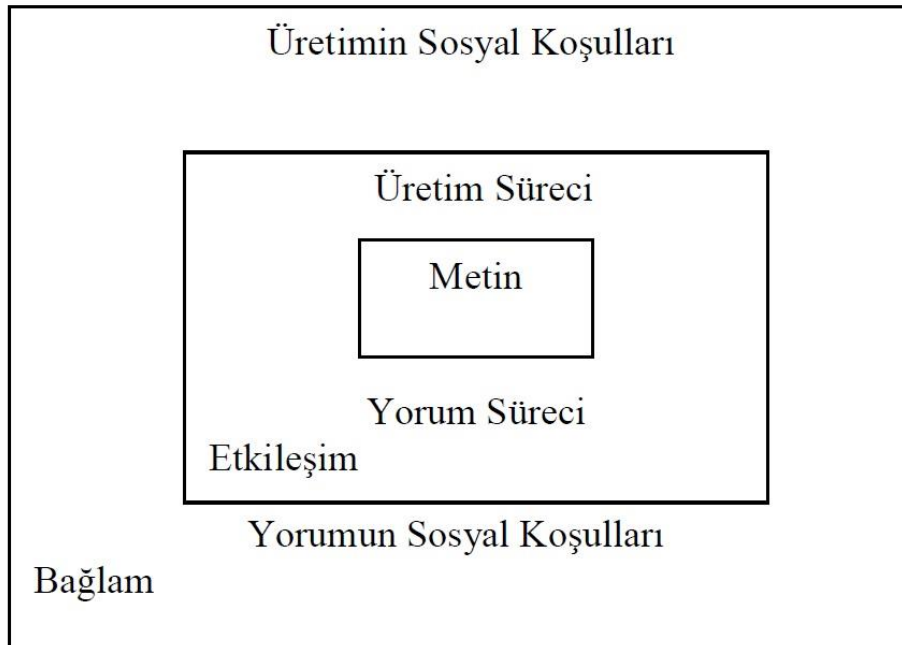 Üretimin Sosyal Koşulları
Üretim Süreci
Metin
Yorum Süreci
Etkileşim
Yorumun Sosyal Koşulları
Bağlam